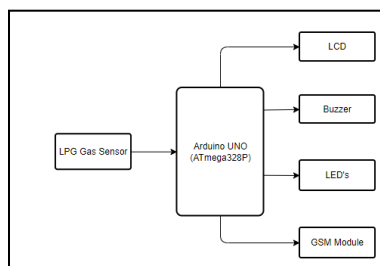 LCD
Buzzer
LPG Gas Sensor
Arduino UNO
(ATmega328P)
LED's
GSM Module